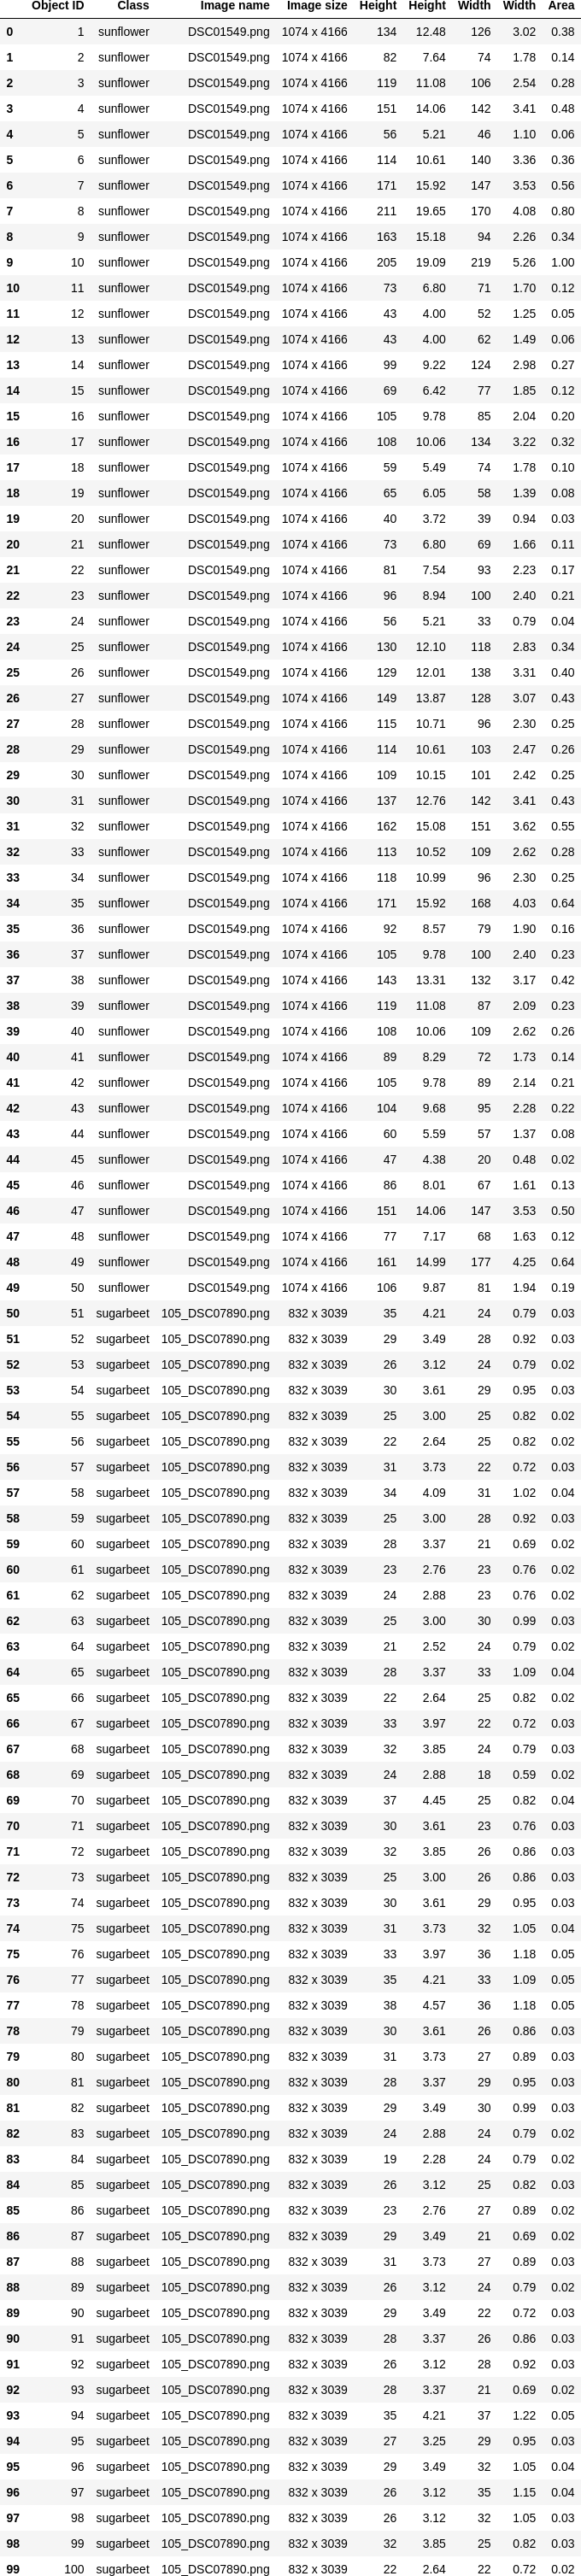 Object ID Class Image name Image size Height Height Width Width Area
0 1 sunflower DSC01549.png 1074 x 4166 134 12.48 126 3.02 0.38
1 2 sunflower DSC01549.png 1074 x 4166 82 7.64 74 1.78 0.14
2 3 sunflower DSC01549.png 1074 x 4166 119 11.08 106 2.54 0.28
3 4 sunflower DSC01549.png 1074 x 4166 151 14.06 142 3.41 0.48
4 5 sunflower DSC01549.png 1074 x 4166 56 5.21 46 1.10 0.06
5 6 sunflower DSC01549.png 1074 x 4166 114 10.61 140 3.36 0.36
6 7 sunflower DSC01549.png 1074 x 4166 171 15.92 147 3.53 0.56
7 8 sunflower DSC01549.png 1074 x 4166 211 19.65 170 4.08 0.80
8 9 sunflower DSC01549.png 1074 x 4166 163 15.18 94 2.26 0.34
9 10 sunflower DSC01549.png 1074 x 4166 205 19.09 219 5.26 1.00
10 11 sunflower DSC01549.png 1074 x 4166 73 6.80 71 1.70 0.12
11 12 sunflower DSC01549.png 1074 x 4166 43 4.00 52 1.25 0.05
12 13 sunflower DSC01549.png 1074 x 4166 43 4.00 62 1.49 0.06
13 14 sunflower DSC01549.png 1074 x 4166 99 9.22 124 2.98 0.27
14 15 sunflower DSC01549.png 1074 x 4166 69 6.42 77 1.85 0.12
15 16 sunflower DSC01549.png 1074 x 4166 105 9.78 85 2.04 0.20
16 17 sunflower DSC01549.png 1074 x 4166 108 10.06 134 3.22 0.32
17 18 sunflower DSC01549.png 1074 x 4166 59 5.49 74 1.78 0.10
18 19 sunflower DSC01549.png 1074 x 4166 65 6.05 58 1.39 0.08
19 20 sunflower DSC01549.png 1074 x 4166 40 3.72 39 0.94 0.03
20 21 sunflower DSC01549.png 1074 x 4166 73 6.80 69 1.66 0.11
21 22 sunflower DSC01549.png 1074 x 4166 81 7.54 93 2.23 0.17
22 23 sunflower DSC01549.png 1074 x 4166 96 8.94 100 2.40 0.21
23 24 sunflower DSC01549.png 1074 x 4166 56 5.21 33 0.79 0.04
24 25 sunflower DSC01549.png 1074 x 4166 130 12.10 118 2.83 0.34
25 26 sunflower DSC01549.png 1074 x 4166 129 12.01 138 3.31 0.40
26 27 sunflower DSC01549.png 1074 x 4166 149 13.87 128 3.07 0.43
27 28 sunflower DSC01549.png 1074 x 4166 115 10.71 96 2.30 0.25
28 29 sunflower DSC01549.png 1074 x 4166 114 10.61 103 2.47 0.26
29 30 sunflower DSC01549.png 1074 x 4166 109 10.15 101 2.42 0.25
30 31 sunflower DSC01549.png 1074 x 4166 137 12.76 142 3.41 0.43
31 32 sunflower DSC01549.png 1074 x 4166 162 15.08 151 3.62 0.55
32 33 sunflower DSC01549.png 1074 x 4166 113 10.52 109 2.62 0.28
33 34 sunflower DSC01549.png 1074 x 4166 118 10.99 96 2.30 0.25
34 35 sunflower DSC01549.png 1074 x 4166 171 15.92 168 4.03 0.64
35 36 sunflower DSC01549.png 1074 x 4166 92 8.57 79 1.90 0.16
36 37 sunflower DSC01549.png 1074 x 4166 105 9.78 100 2.40 0.23
37 38 sunflower DSC01549.png 1074 x 4166 143 13.31 132 3.17 0.42
38 39 sunflower DSC01549.png 1074 x 4166 119 11.08 87 2.09 0.23
39 40 sunflower DSC01549.png 1074 x 4166 108 10.06 109 2.62 0.26
40 41 sunflower DSC01549.png 1074 x 4166 89 8.29 72 1.73 0.14
41 42 sunflower DSC01549.png 1074 x 4166 105 9.78 89 2.14 0.21
42 43 sunflower DSC01549.png 1074 x 4166 104 9.68 95 2.28 0.22
43 44 sunflower DSC01549.png 1074 x 4166 60 5.59 57 1.37 0.08
44 45 sunflower DSC01549.png 1074 x 4166 47 4.38 20 0.48 0.02
45 46 sunflower DSC01549.png 1074 x 4166 86 8.01 67 1.61 0.13
46 47 sunflower DSC01549.png 1074 x 4166 151 14.06 147 3.53 0.50
47 48 sunflower DSC01549.png 1074 x 4166 77 7.17 68 1.63 0.12
48 49 sunflower DSC01549.png 1074 x 4166 161 14.99 177 4.25 0.64
49 50 sunflower DSC01549.png 1074 x 4166 106 9.87 81 1.94 0.19
50 51 sugarbeet 105_DSC07890.png 832 x 3039 35 4.21 24 0.79 0.03
51 52 sugarbeet 105_DSC07890.png 832 x 3039 29 3.49 28 0.92 0.03
52 53 sugarbeet 105_DSC07890.png 832 x 3039 26 3.12 24 0.79 0.02
53 54 sugarbeet 105_DSC07890.png 832 x 3039 30 3.61 29 0.95 0.03
54 55 sugarbeet 105_DSC07890.png 832 x 3039 25 3.00 25 0.82 0.02
55 56 sugarbeet 105_DSC07890.png 832 x 3039 22 2.64 25 0.82 0.02
56 57 sugarbeet 105_DSC07890.png 832 x 3039 31 3.73 22 0.72 0.03
57 58 sugarbeet 105_DSC07890.png 832 x 3039 34 4.09 31 1.02 0.04
58 59 sugarbeet 105_DSC07890.png 832 x 3039 25 3.00 28 0.92 0.03
59 60 sugarbeet 105_DSC07890.png 832 x 3039 28 3.37 21 0.69 0.02
60 61 sugarbeet 105_DSC07890.png 832 x 3039 23 2.76 23 0.76 0.02
61 62 sugarbeet 105_DSC07890.png 832 x 3039 24 2.88 23 0.76 0.02
62 63 sugarbeet 105_DSC07890.png 832 x 3039 25 3.00 30 0.99 0.03
63 64 sugarbeet 105_DSC07890.png 832 x 3039 21 2.52 24 0.79 0.02
64 65 sugarbeet 105_DSC07890.png 832 x 3039 28 3.37 33 1.09 0.04
65 66 sugarbeet 105_DSC07890.png 832 x 3039 22 2.64 25 0.82 0.02
66 67 sugarbeet 105_DSC07890.png 832 x 3039 33 3.97 22 0.72 0.03
67 68 sugarbeet 105_DSC07890.png 832 x 3039 32 3.85 24 0.79 0.03
68 69 sugarbeet 105_DSC07890.png 832 x 3039 24 2.88 18 0.59 0.02
69 70 sugarbeet 105_DSC07890.png 832 x 3039 37 4.45 25 0.82 0.04
70 71 sugarbeet 105_DSC07890.png 832 x 3039 30 3.61 23 0.76 0.03
71 72 sugarbeet 105_DSC07890.png 832 x 3039 32 3.85 26 0.86 0.03
72 73 sugarbeet 105_DSC07890.png 832 x 3039 25 3.00 26 0.86 0.03
73 74 sugarbeet 105_DSC07890.png 832 x 3039 30 3.61 29 0.95 0.03
74 75 sugarbeet 105_DSC07890.png 832 x 3039 31 3.73 32 1.05 0.04
75 76 sugarbeet 105_DSC07890.png 832 x 3039 33 3.97 36 1.18 0.05
76 77 sugarbeet 105_DSC07890.png 832 x 3039 35 4.21 33 1.09 0.05
77 78 sugarbeet 105_DSC07890.png 832 x 3039 38 4.57 36 1.18 0.05
78 79 sugarbeet 105_DSC07890.png 832 x 3039 30 3.61 26 0.86 0.03
79 80 sugarbeet 105_DSC07890.png 832 x 3039 31 3.73 27 0.89 0.03
80 81 sugarbeet 105_DSC07890.png 832 x 3039 28 3.37 29 0.95 0.03
81 82 sugarbeet 105_DSC07890.png 832 x 3039 29 3.49 30 0.99 0.03
82 83 sugarbeet 105_DSC07890.png 832 x 3039 24 2.88 24 0.79 0.02
83 84 sugarbeet 105_DSC07890.png 832 x 3039 19 2.28 24 0.79 0.02
84 85 sugarbeet 105_DSC07890.png 832 x 3039 26 3.12 25 0.82 0.03
85 86 sugarbeet 105_DSC07890.png 832 x 3039 23 2.76 27 0.89 0.02
86 87 sugarbeet 105_DSC07890.png 832 x 3039 29 3.49 21 0.69 0.02
87 88 sugarbeet 105_DSC07890.png 832 x 3039 31 3.73 27 0.89 0.03
88 89 sugarbeet 105_DSC07890.png 832 x 3039 26 3.12 24 0.79 0.02
89 90 sugarbeet 105_DSC07890.png 832 x 3039 29 3.49 22 0.72 0.03
90 91 sugarbeet 105_DSC07890.png 832 x 3039 28 3.37 26 0.86 0.03
91 92 sugarbeet 105_DSC07890.png 832 x 3039 26 3.12 28 0.92 0.03
92 93 sugarbeet 105_DSC07890.png 832 x 3039 28 3.37 21 0.69 0.02
93 94 sugarbeet 105_DSC07890.png 832 x 3039 35 4.21 37 1.22 0.05
94 95 sugarbeet 105_DSC07890.png 832 x 3039 27 3.25 29 0.95 0.03
95 96 sugarbeet 105_DSC07890.png 832 x 3039 29 3.49 32 1.05 0.04
96 97 sugarbeet 105_DSC07890.png 832 x 3039 26 3.12 35 1.15 0.04
97 98 sugarbeet 105_DSC07890.png 832 x 3039 26 3.12 32 1.05 0.03
98 99 sugarbeet 105_DSC07890.png 832 x 3039 32 3.85 25 0.82 0.03
99 100 sugarbeet 105_DSC07890.png 832 x 3039 22 2.64 22 0.72 0.02